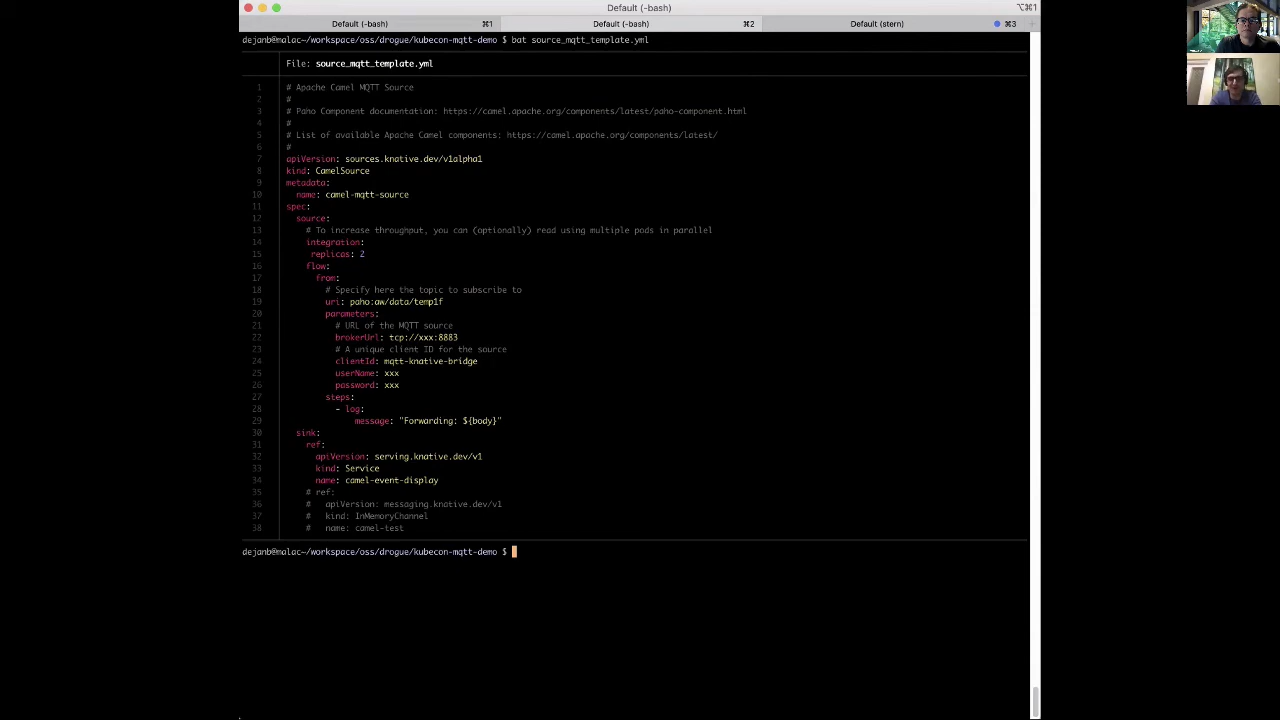 Default (-bash)
⌥⌘1
Default (-bash) ⌘1
Default (-bash) ⌘2
Default (stern) ⌘3
dejanb@malac~/workspace/oss/drogue/kubecon-mqtt-demo $ bat source_mqtt_template.yml
File: source_mqtt_template.yml
1 # Apache Camel MQTT Source
2 #
3 # Paho Component documentation: https://camel.apache.org/components/latest/paho-component.html
4 #
5 # List of available Apache Camel components: https://camel.apache.org/components/latest/
6 #
7 apiVersion: sources.knative.dev/v1alpha1
8 kind: CamelSource
9 metadata:
10 name: camel-mqtt-source
11 spec:
12 source:
13 # To increase throughput, you can (optionally) read using multiple pods in parallel
14 integration:
15 replicas: 2
16 flow:
17 from:
18 # Specify here the topic to subscribe to
19 uri: paho:aw/data/temp1f
20 parameters:
21 # URL of the MQTT source
22 brokerUrl: tcp://xxx:8883
23 # A unique client ID for the source
24 clientId: mqtt-knative-bridge
25 userName: xxx
26 password: xxx
27 steps:
28 - log:
29 message: "Forwarding: ${body}"
30 sink:
31 ref:
32 apiVersion: serving.knative.dev/v1
33 kind: Service
34 name: camel-event-display
35 # ref:
36 # apiVersion: messaging.knative.dev/v1
37 # kind: InMemoryChannel
38 # name: camel-test
dejanb@malac~/workspace/oss/drogue/kubecon-mqtt-demo $